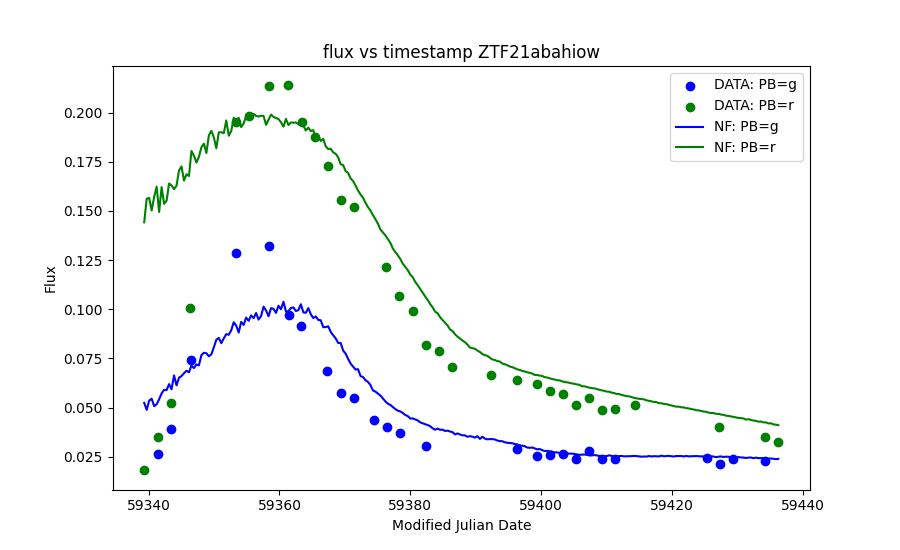 flux vs timestamp ZTF21abahiow
DATA: PB=g
DATA: PB=r
NF: PB=g
NF: PB=r
0.200
0.175
0.150
0.125
0.100
0.075
0.050
0.025
Flux
59340
59360
59380
59400
59420
59440
Modified Julian Date